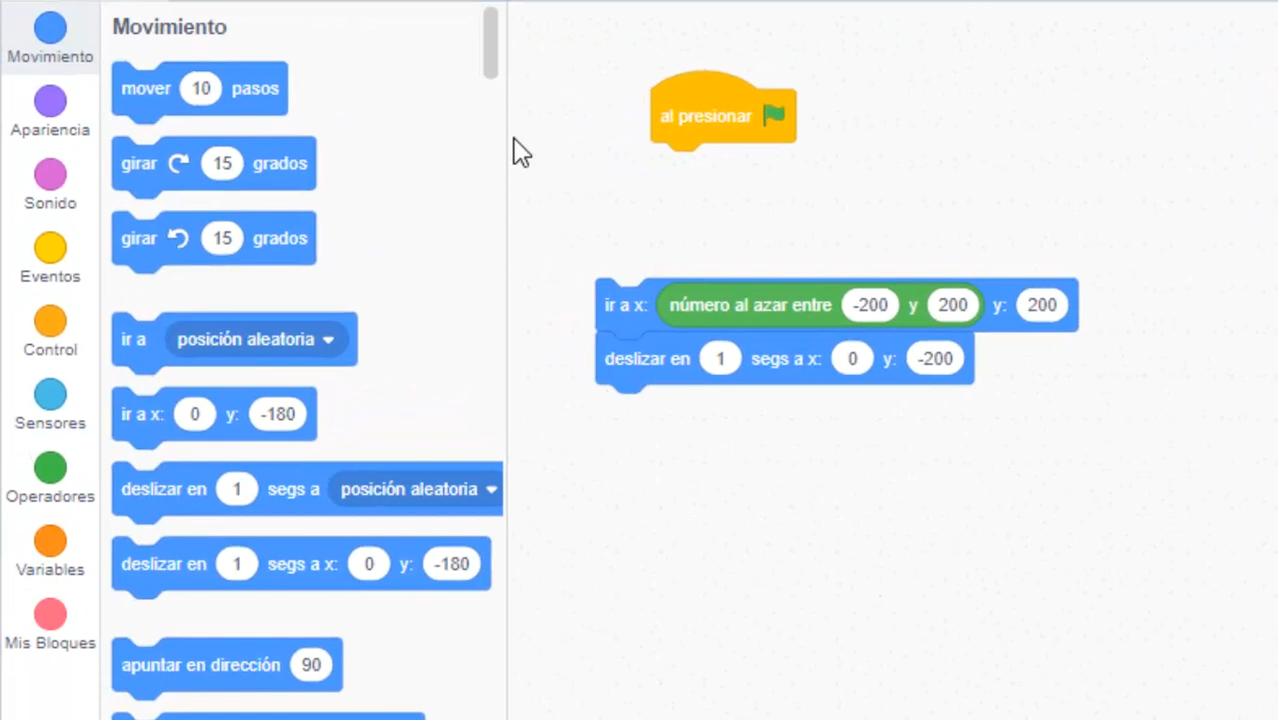 Movimiento
Apariencia
Sonido
Eventos
Control
Sensores
Operadores
Variables
Mis Bloques
Movimiento
mover 10 pasos
girar 15 grados
girar 15 grados
ir a posición aleatoria
ir a x: 0 y: -180
deslizar en 1 segs a posición aleatoria
deslizar en 1 segs a x: 0 y: -180
apuntar en dirección 90
al presionar
ir a x: número al azar entre -200 y 200 y: 200
deslizar en 1 segs a x: 0 y: -200